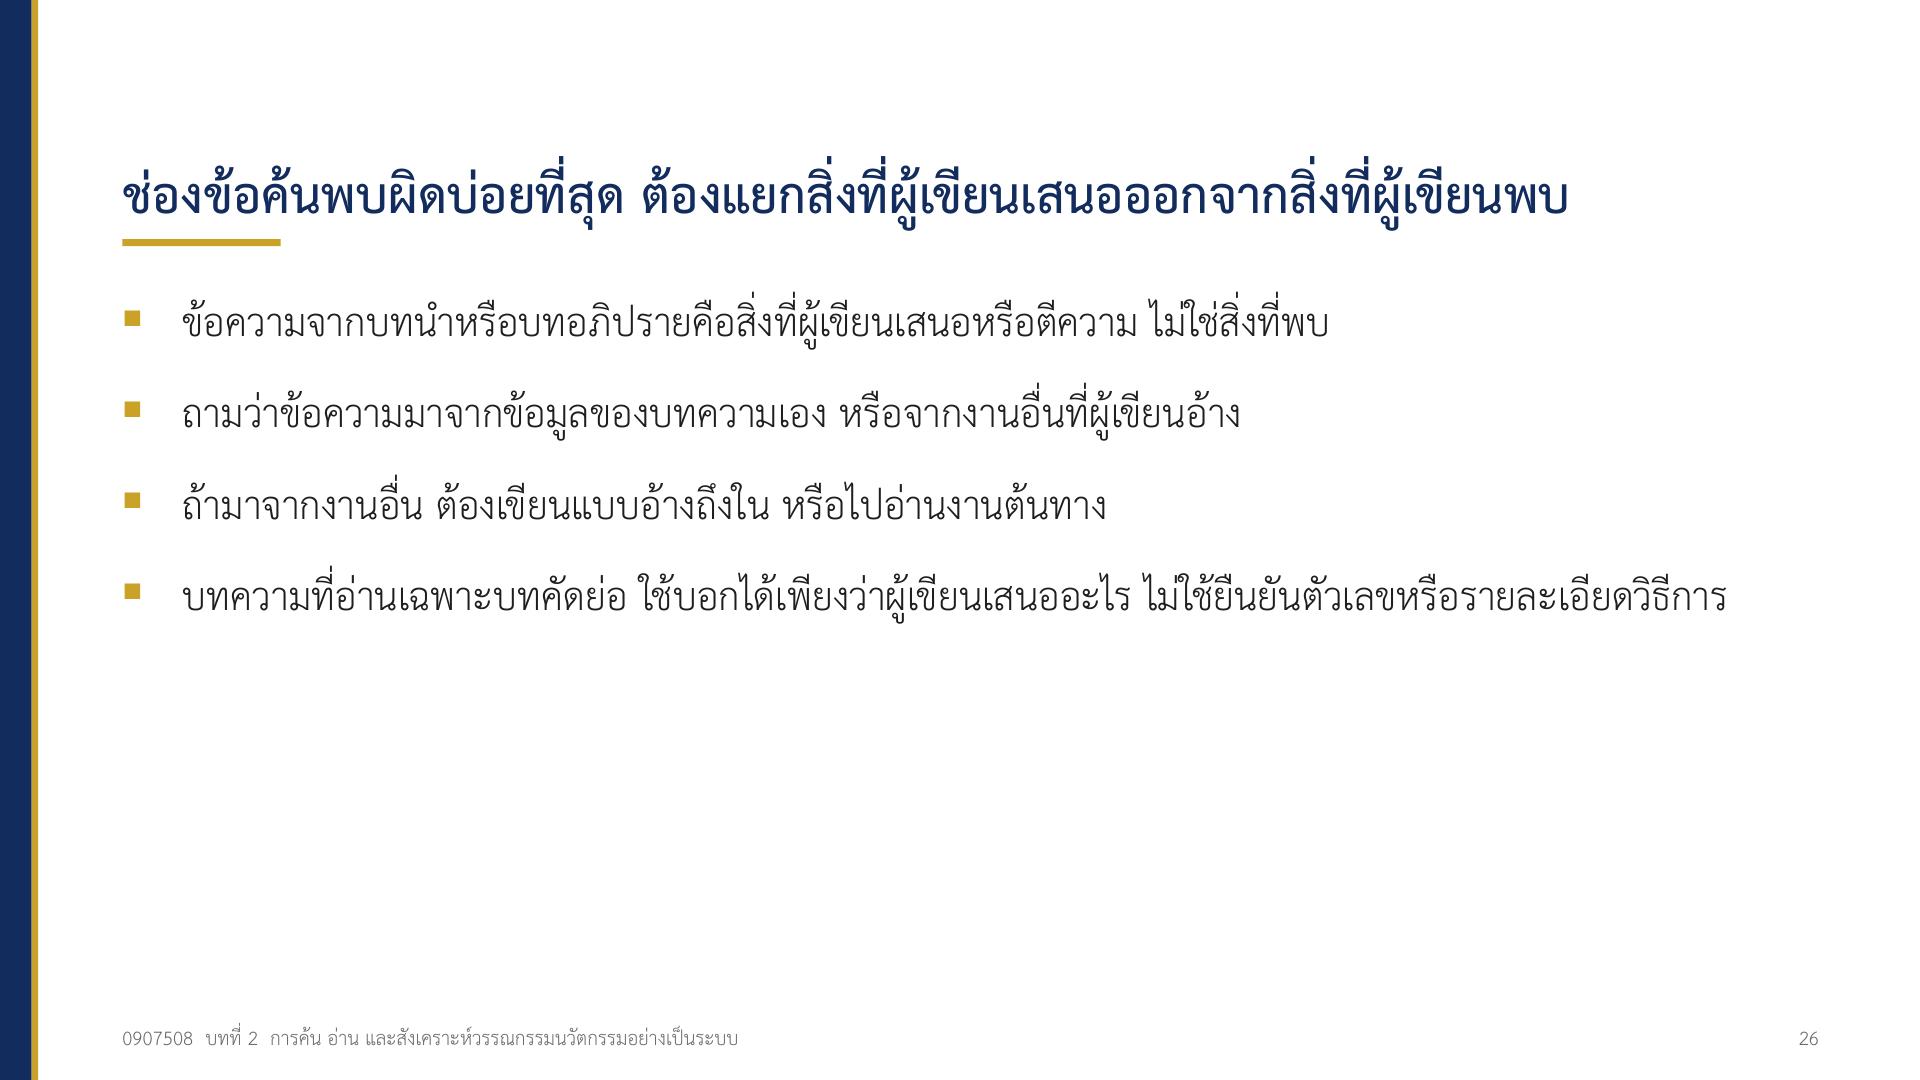 ช่องข้อค้นพบผิดบ่อยที่สุด ต้องแยกสิ่งที่ผู้เขียนเสนอออกจากสิ่งที่ผู้เขียนพบ
ข้อความจากบทนำหรือบทอภิปรายคือสิ่งที่ผู้เขียนเสนอหรือตีความ ไม่ใช่สิ่งที่พบ
ถามว่าข้อความมาจากข้อมูลของบทความเอง หรือจากงานอื่นที่ผู้เขียนอ้าง
ถ้ามาจากงานอื่น ต้องเขียนแบบอ้างถึงใน หรือไปอ่านงานต้นทาง
บทความที่อ่านเฉพาะบทคัดย่อ ใช้บอกได้เพียงว่าผู้เขียนเสนออะไร ไม่ใช้ยืนยันตัวเลขหรือรายละเอียดวิธีการ
0907508 บทที่ 2 การค้น อ่าน และสังเคราะห์วรรณกรรมนวัตกรรมอย่างเป็นระบบ
26